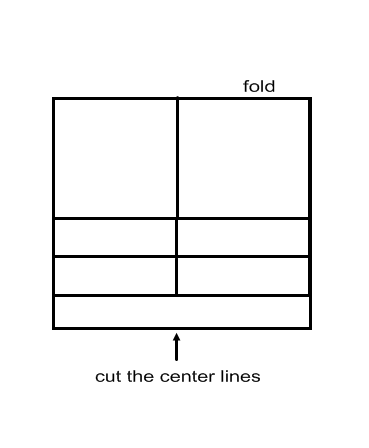 fold
cut the center lines